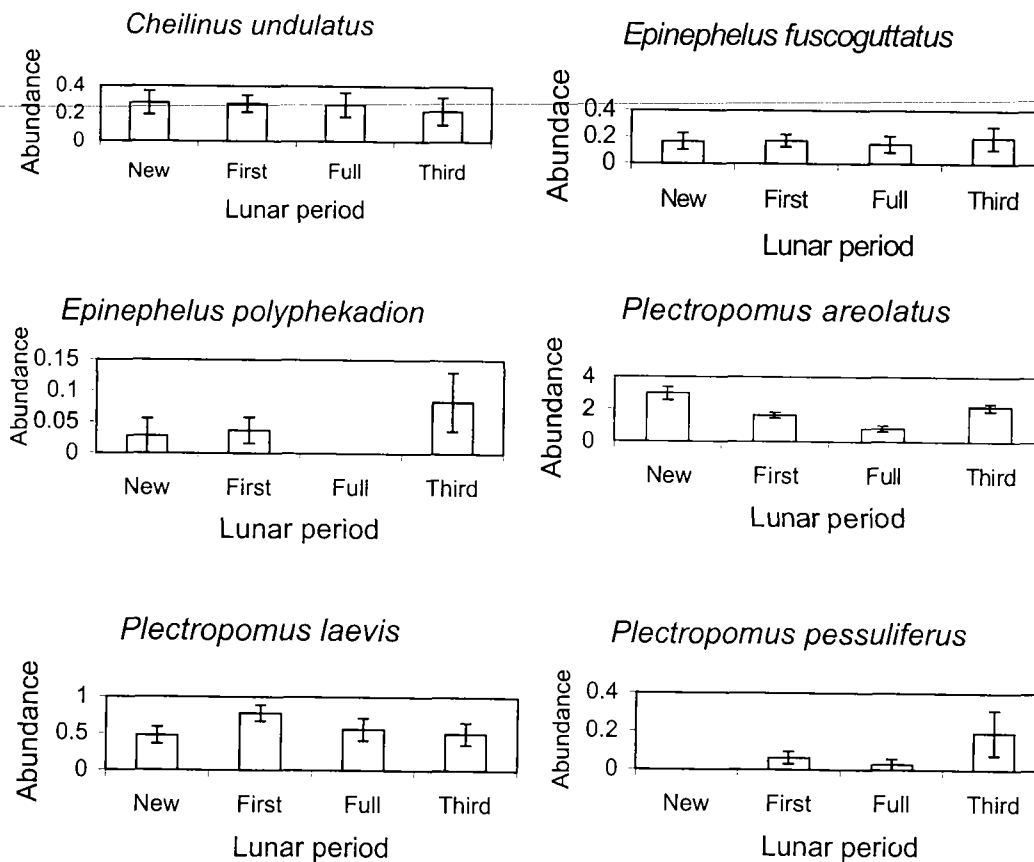 Cheilinus undulatus
Abundance
0.4
0.2
0
New First Full Third
Lunar period
Epinephelus fuscoguttatus
Abundace
0.4
0.2
0
New First Full Third
Lunar period
Epinephelus polyphekadion
Abundance
0.15
0.1
0.05
0
New First Full Third
Lunar period
Plectropomus areolatus
Abundance
4
2
0
New First Full Third
Lunar period
Plectropomus laevis
Abundance
1
0.5
0
New First Full Third
Lunar period
Plectropomus pessuliferus
Abundance
0.4
0.2
0
New First Full Third
Lunar period